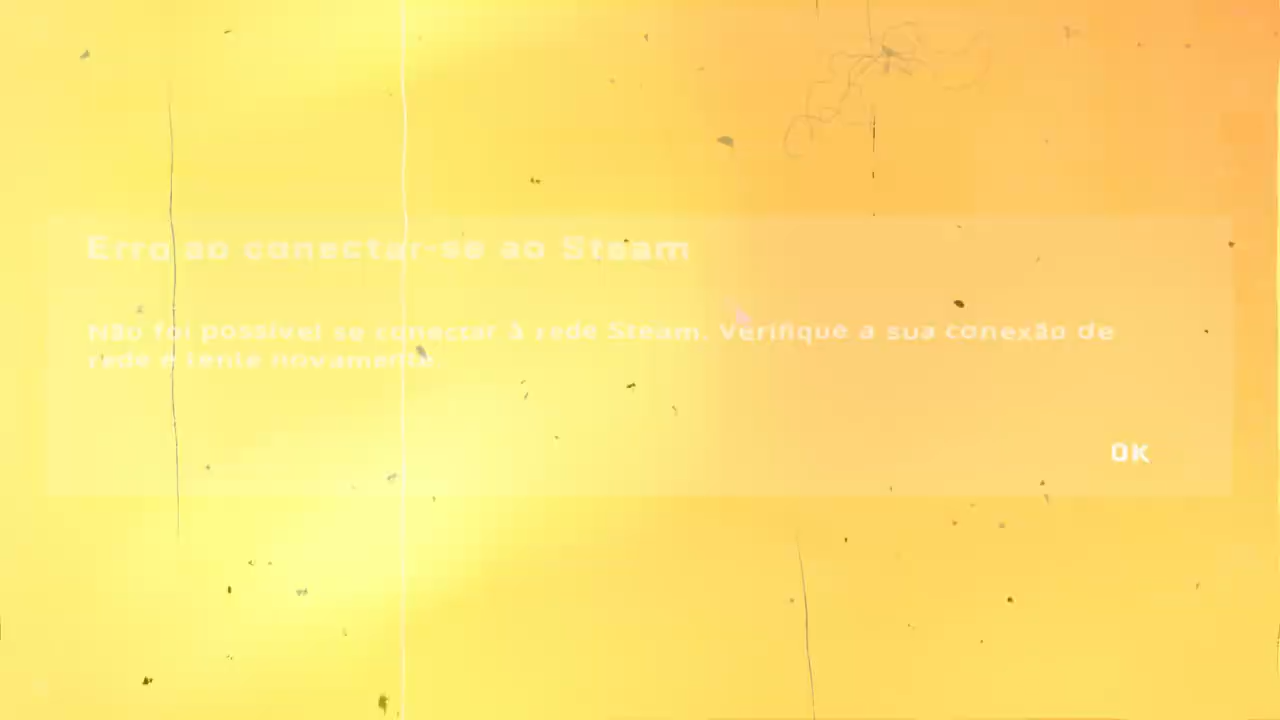 Erro ao conectar-se ao Steam
Não foi possível se conectar à rede Steam. Verifique a sua conexão de
rede e tente novamente.
OK